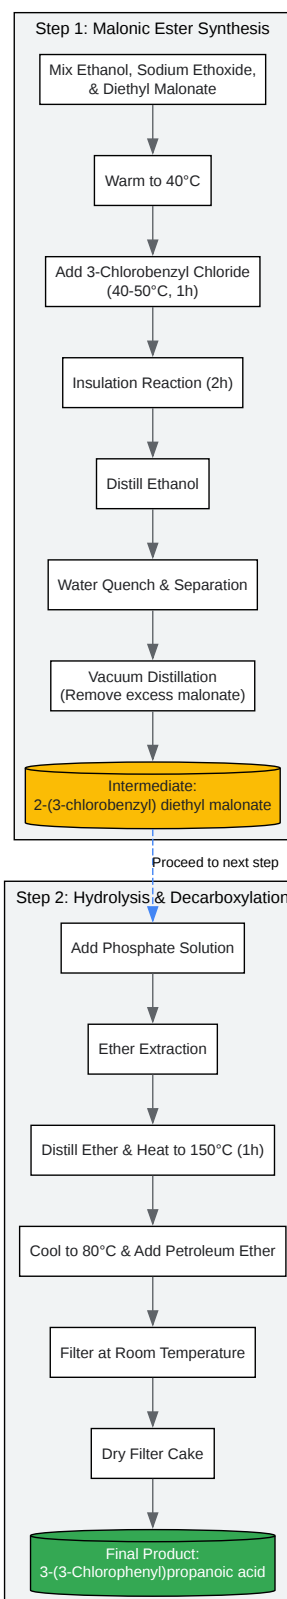 Step 1: Malonic Ester Synthesis
Mix Ethanol, Sodium Ethoxide,
& Diethyl Malonate
Warm to 40°C
Add 3-Chlorobenzyl Chloride
(40-50°C, 1h)
Insulation Reaction (2h)
Distill Ethanol
Water Quench & Separation
Vacuum Distillation
(Remove excess malonate)
Intermediate:
2-(3-chlorobenzyl) diethyl malonate
Proceed to next step
Step 2: Hydrolysis & Decarboxylation
Add Phosphate Solution
Ether Extraction
Distill Ether & Heat to 150°C (1h)
Cool to 80°C & Add Petroleum Ether
Filter at Room Temperature
Dry Filter Cake
Final Product:
3-(3-Chlorophenyl)propanoic acid